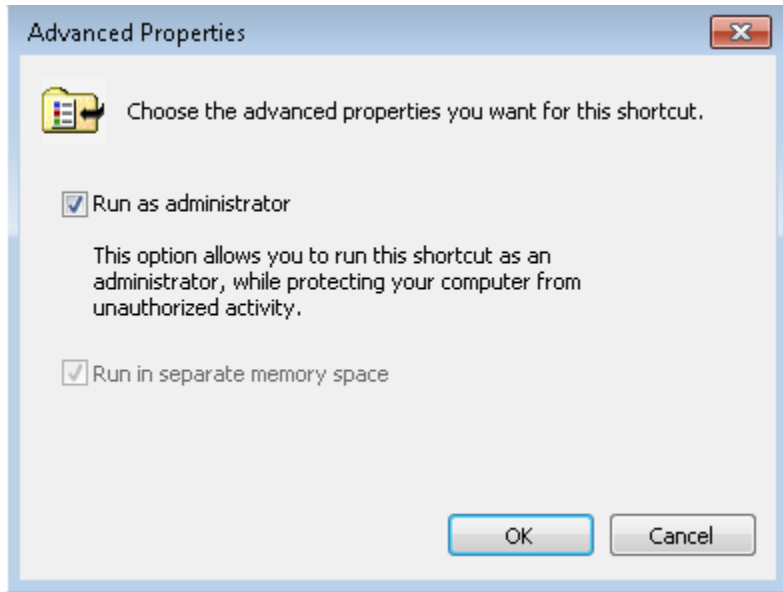 Advanced Properties
Choose the advanced properties you want for this shortcut.
Run as administrator
This option allows you to run this shortcut as an
administrator, while protecting your computer from
unauthorized activity.
Run in separate memory space
OK
Cancel